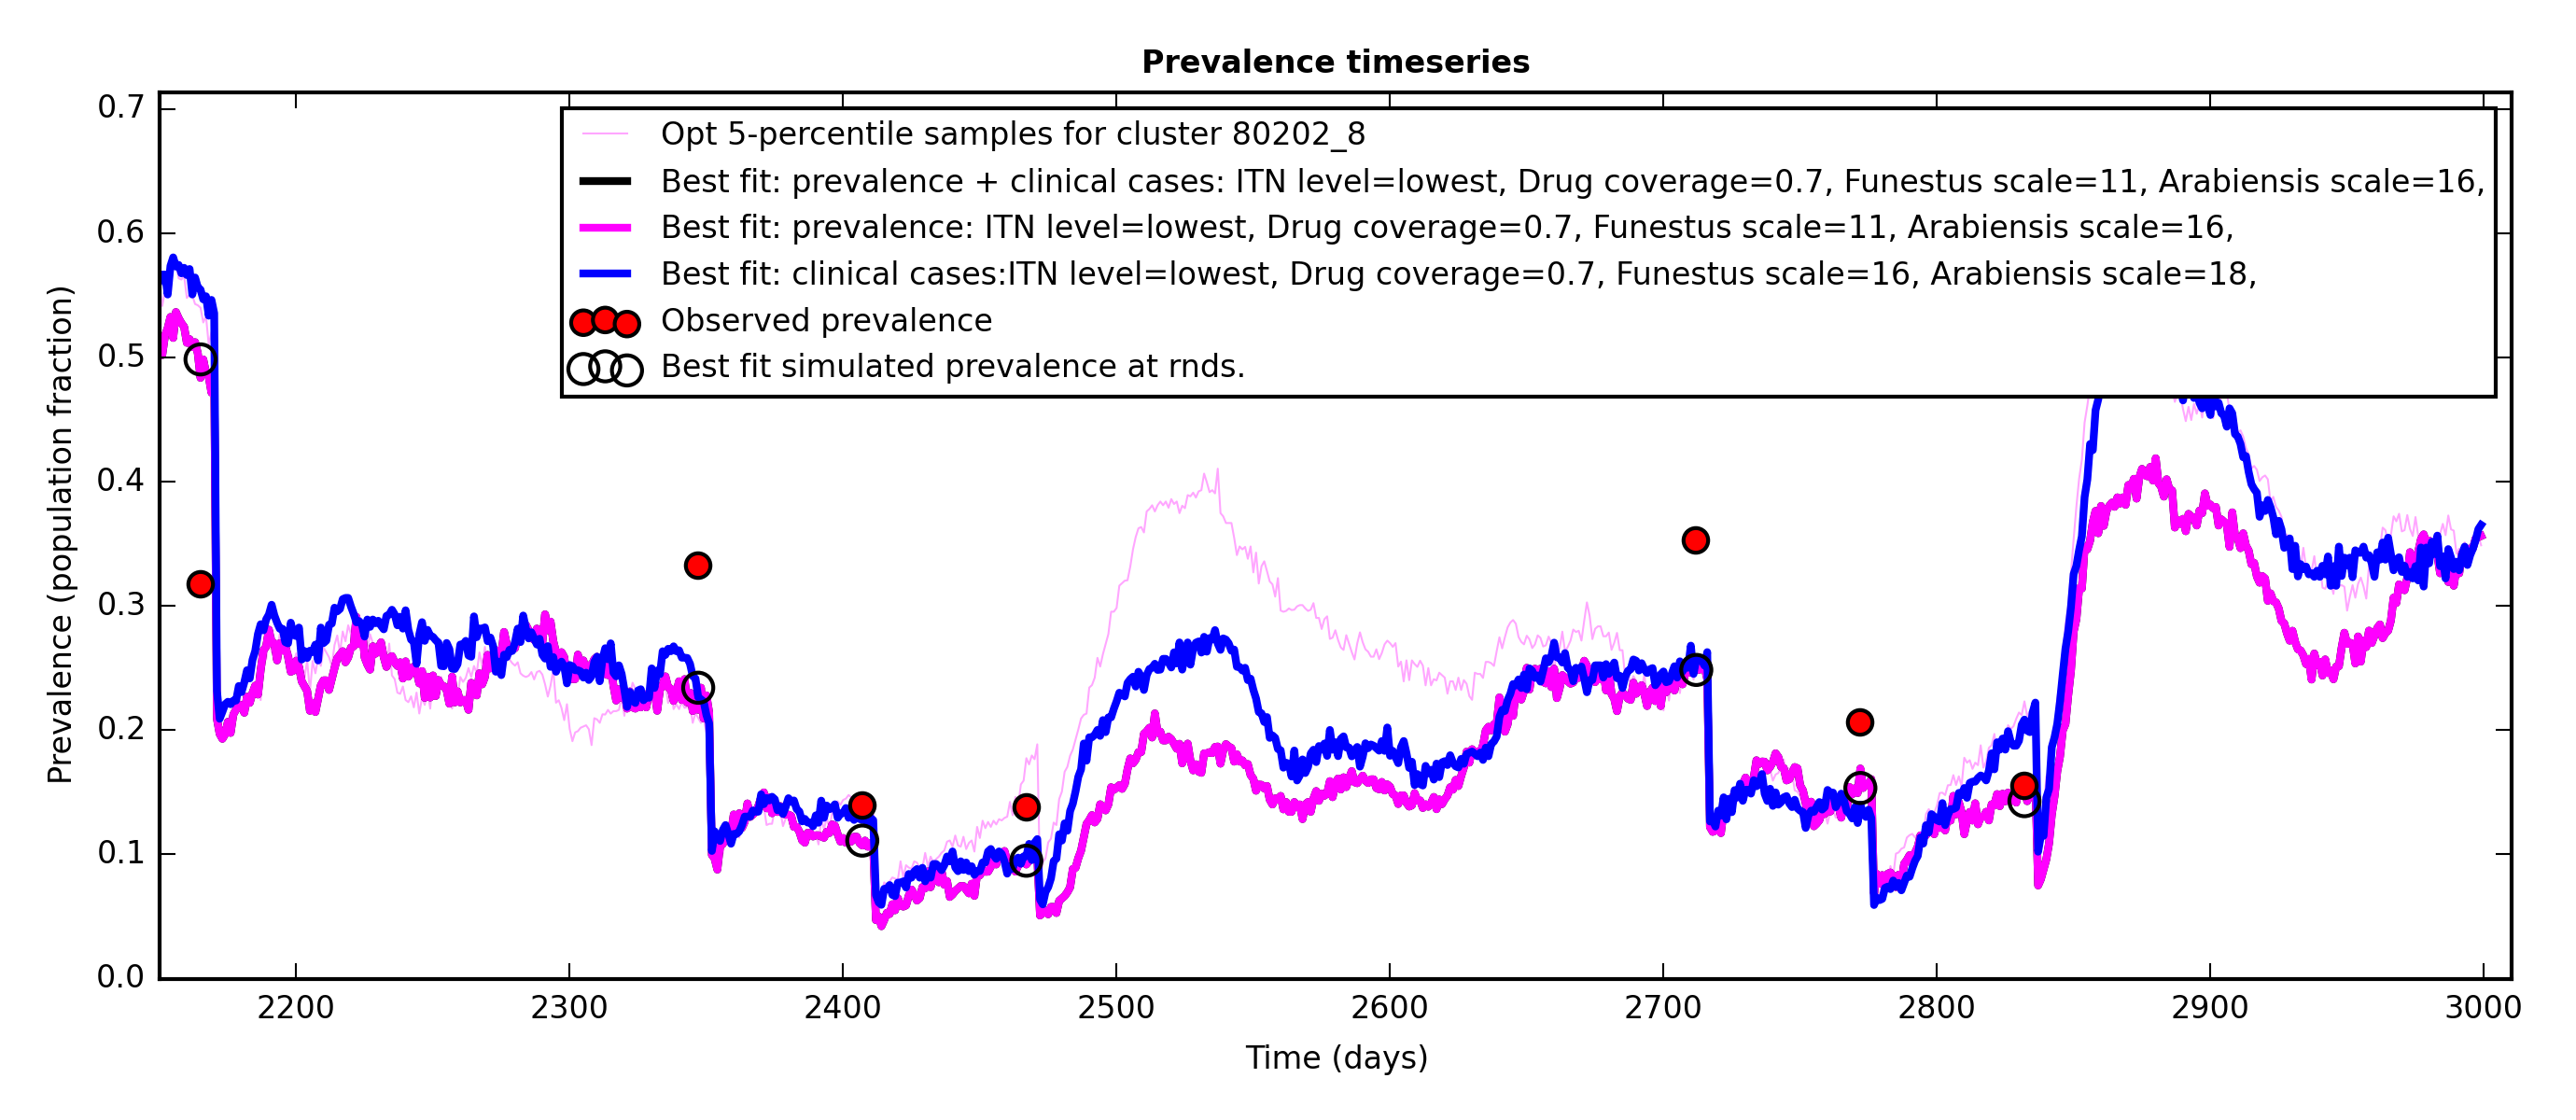 Prevalence timeseries
Opt 5-percentile samples for cluster 80202_8
Best fit: prevalence + clinical cases: ITN level=lowest, Drug coverage=0.7, Funestus scale=11, Arabiensis scale=16,
Best fit: prevalence: ITN level=lowest, Drug coverage=0.7, Funestus scale=11, Arabiensis scale=16,
Best fit: clinical cases:ITN level=lowest, Drug coverage=0.7, Funestus scale=16, Arabiensis scale=18,
Observed prevalence
Best fit simulated prevalence at rnds.
Prevalence (population fraction)
0.7
0.6
0.5
0.4
0.3
0.2
0.1
0.0
2200 2300 2400 2500 2600 2700 2800 2900 3000
Time (days)